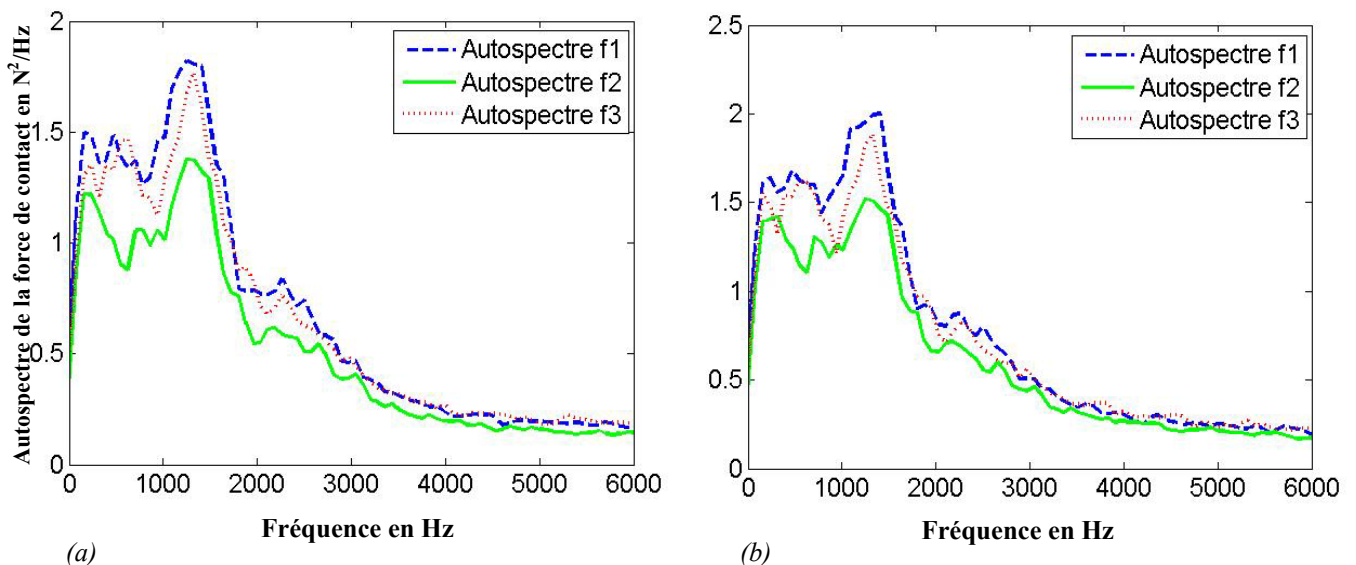 Autospectre de la force de contact en N²/Hz
2
1.5
1
0.5
0
Autospectre f1
Autospectre f2
Autospectre f3
0 1000 2000 3000 4000 5000 6000
Fréquence en Hz
(a)
2.5
2
1.5
1
0.5
0
Autospectre f1
Autospectre f2
Autospectre f3
0 1000 2000 3000 4000 5000 6000
Fréquence en Hz
(b)